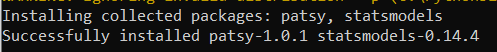 Installing collected packages: patsy, statsmodels
Successfully installed patsy-1.0.1 statsmodels-0.14.4